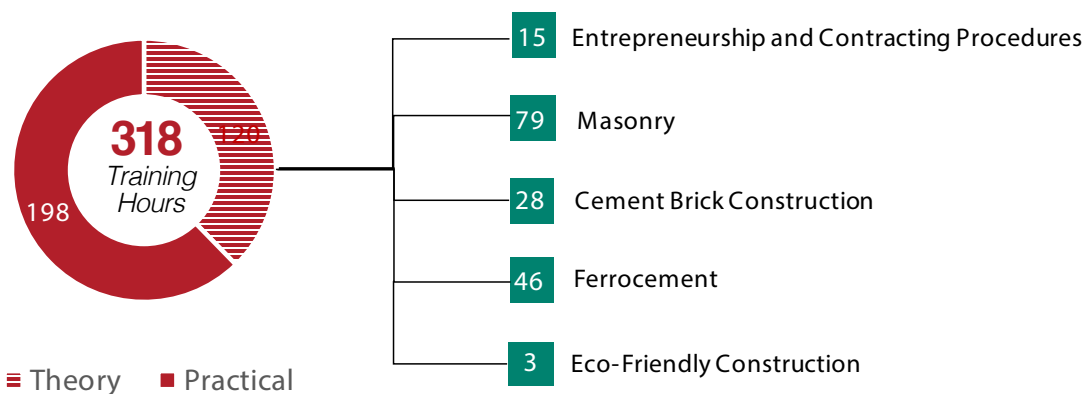 318
Training
Hours
120
198
Theory
Practical
15 Entrepreneurship and Contracting Procedures
79 Masonry
28 Cement Brick Construction
46 Ferrocement
3 Eco-Friendly Construction